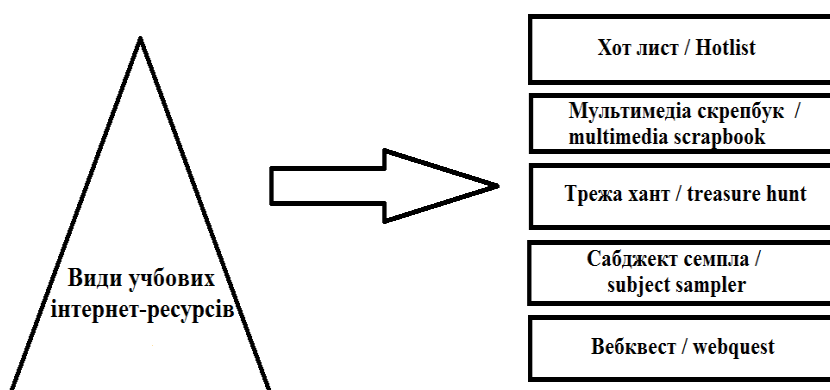 Види учбових
інтернет-ресурсів
Хот лист / Hotlist
Мультимедіа скрепбук /
multimedia scrapbook
Трежа хант / treasure hunt
Сабджект семпла /
subject sampler
Вебквест / webquest